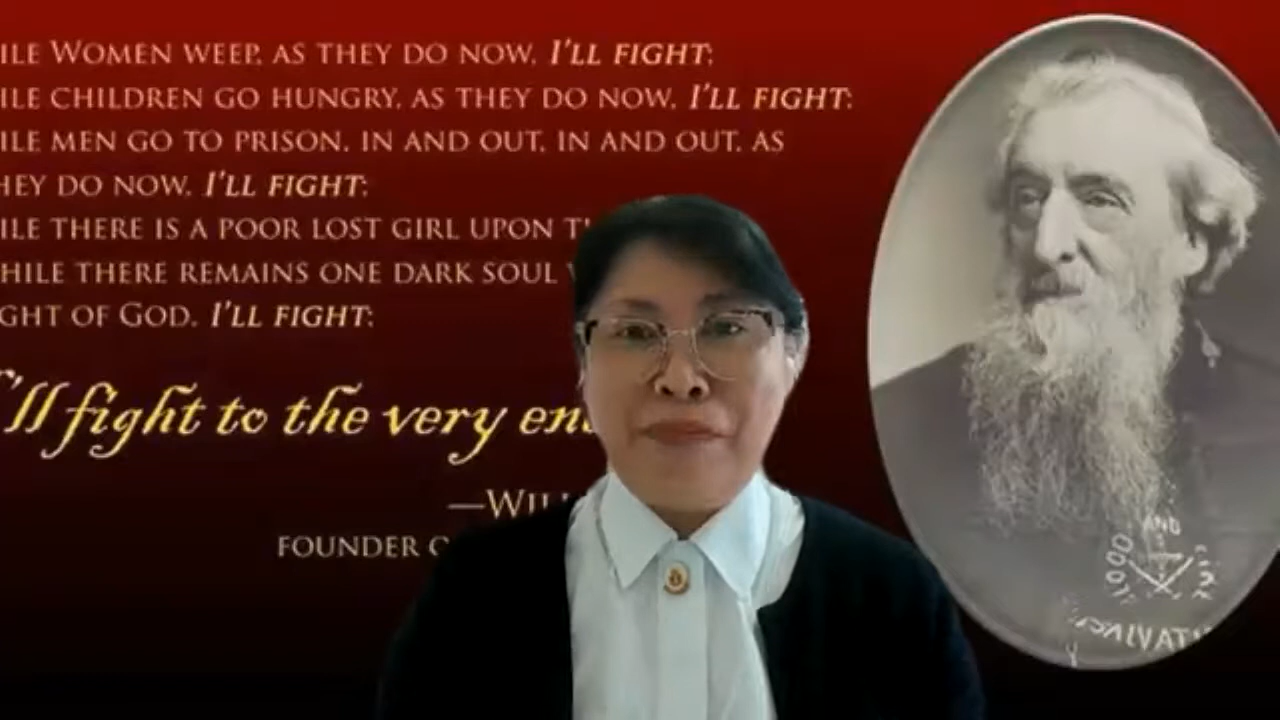 ILE WOMEN WEEP, AS THEY DO NOW, I'LL FIGHT;
ILE CHILDREN GO HUNGRY, AS THEY DO NOW, I'LL FIGHT;
ILE MEN GO TO PRISON, IN AND OUT, IN AND OUT, AS
HEY DO NOW, I'LL FIGHT;
ILE THERE IS A POOR LOST GIRL UPON T
HILE THERE REMAINS ONE DARK SOUL
GHT OF GOD, I'LL FIGHT;
'll fight to the very en
—WILL
FOUNDER
AND
SALVATI